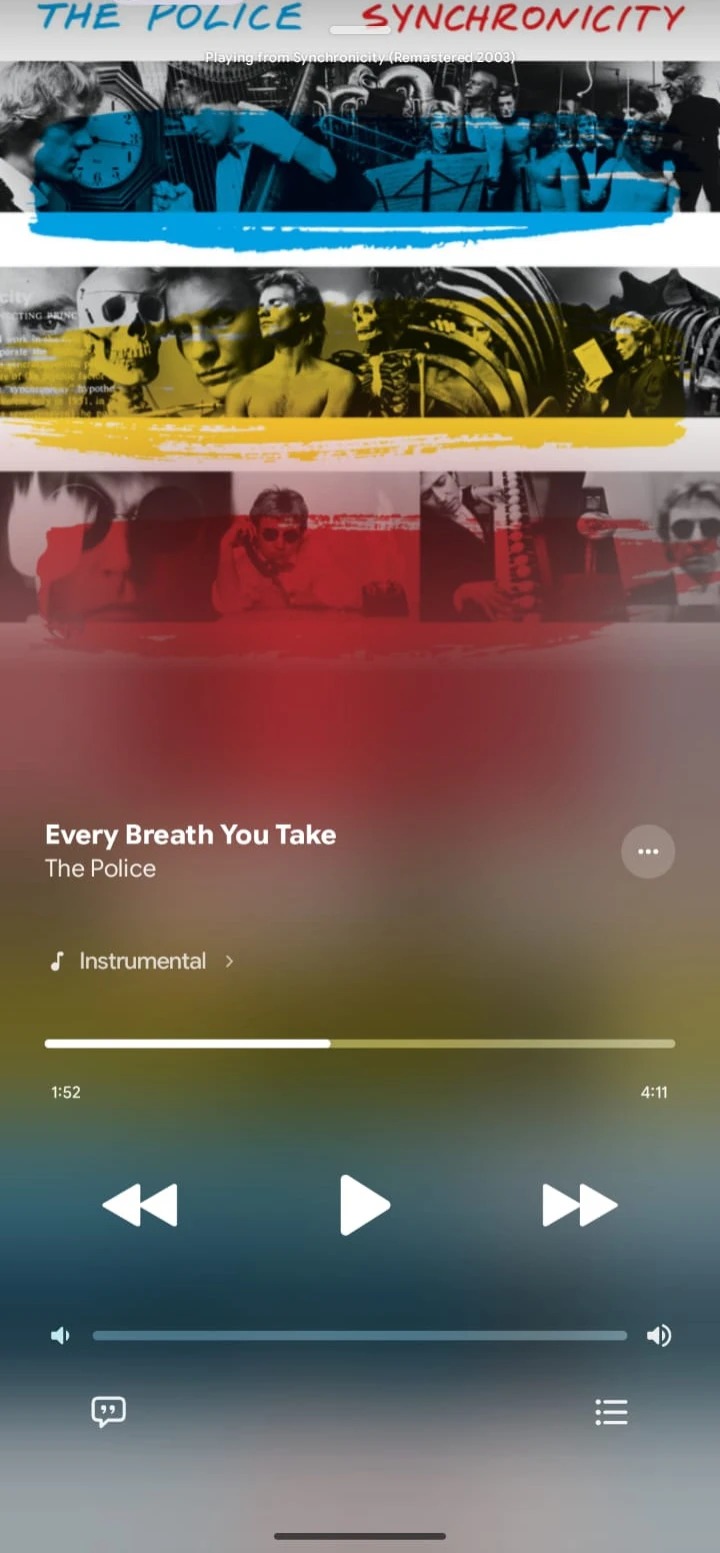 THE POLICE SYNCHRONICITY
Playing from Synchronicity (Remastered 2003)
city
Every Breath You Take
The Police
Instrumental
1:52 4:11